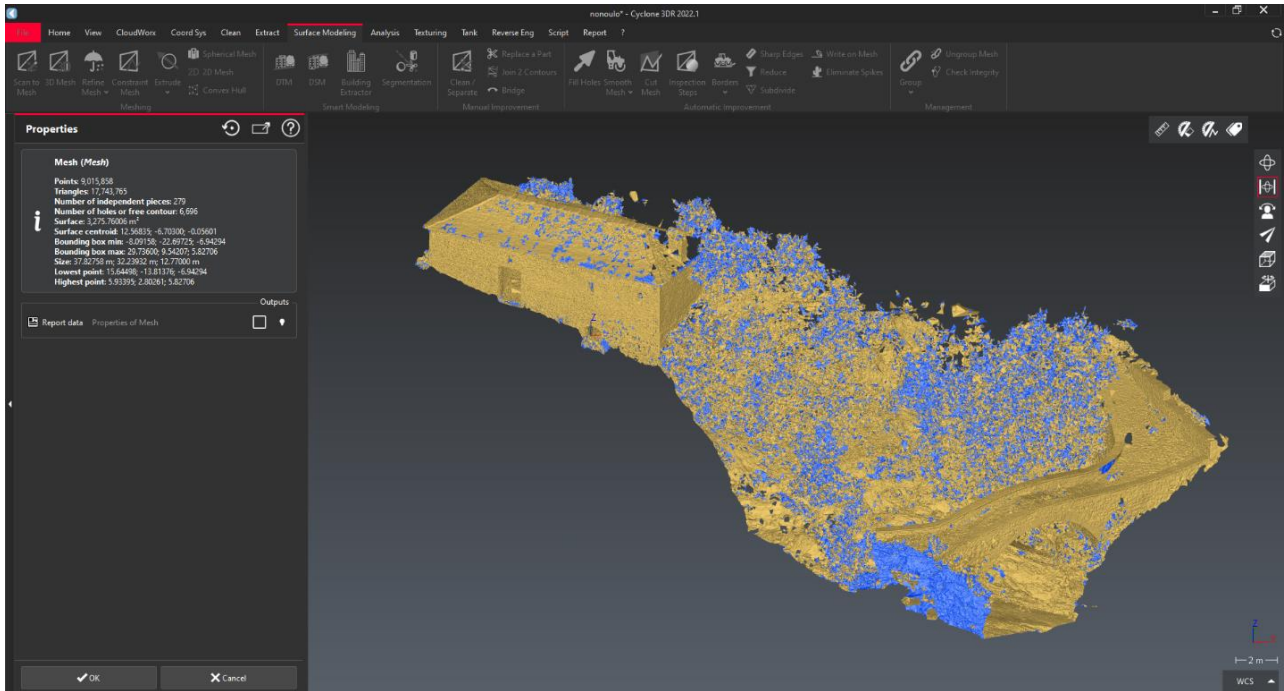 nonoulo* - Cyclone 3DR 2022.1
File Home View CloudWorx Coord Sys Clean Extract Surface Modeling Analysis Texturing Tank Reverse Eng Script Report ?
Scan to Mesh
3D Mesh
Refine Mesh
Constraint Mesh
Extrude
Spherical Mesh
2D 2D Mesh
Convex Hull
Meshing
DTM
DSM
Building Extractor
Segmentation
Smart Modeling
Clean / Separate
Replace a Part
Join 2 Contours
Bridge
Manual Improvement
Fill Holes
Smooth Mesh
Cut Mesh
Inspection Steps
Borders
Sharp Edges
Reduce
Subdivide
Write on Mesh
Eliminate Spikes
Automatic Improvement
Group
Ungroup Mesh
Check Integrity
Management
Properties
Mesh (Mesh)
Points: 9,015,858
Triangles: 17,743,765
Number of independent pieces: 279
Number of holes or free contour: 6,696
Surface: 3,275.76006 m²
Surface centroid: 12.56835; -6.70300; -0.05601
Bounding box min: -8.09158; -22.69725; -6.94294
Bounding box max: 29.73600; 9.54207; 5.82706
Size: 37.82758 m; 32.23932 m; 12.77000 m
Lowest point: 15.64498; -13.81376; -6.94294
Highest point: 5.93395; 2.80261; 5.82706
Outputs
Report data Properties of Mesh
OK
Cancel
Z
Z
2 m
WCS